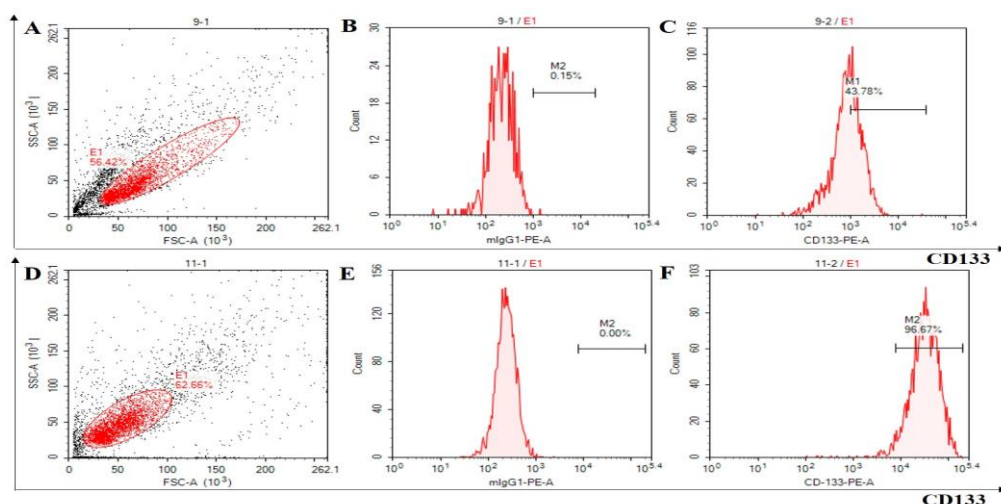 A
9-1
SSC-A (10³)
262.1
200
150
100
50
0
E1
56.42%
0 50 100 150 200 262.1
FSC-A (10³)
B
9-1 / E1
Count
30
24
18
12
6
0
M2
0.15%
10⁰ 10¹ 10² 10³ 10⁴ 10⁵·⁴
mIgG1-PE-A
C
9-2 / E1
Count
116
100
80
60
40
20
0
M1
43.78%
10⁰ 10¹ 10² 10³ 10⁴ 10⁵·⁴
CD133-PE-A
CD133
D
11-1
SSC-A (10³)
262.1
200
150
100
50
0
E1
62.66%
0 50 100 150 200 262.1
FSC-A (10³)
E
11-1 / E1
Count
156
120
80
40
0
M2
0.00%
10⁰ 10¹ 10² 10³ 10⁴ 10⁵·⁴
mIgG1-PE-A
F
11-2 / E1
Count
103
80
60
40
20
0
M2
96.67%
10⁰ 10¹ 10² 10³ 10⁴ 10⁵·⁴
CD-133-PE-A
CD133